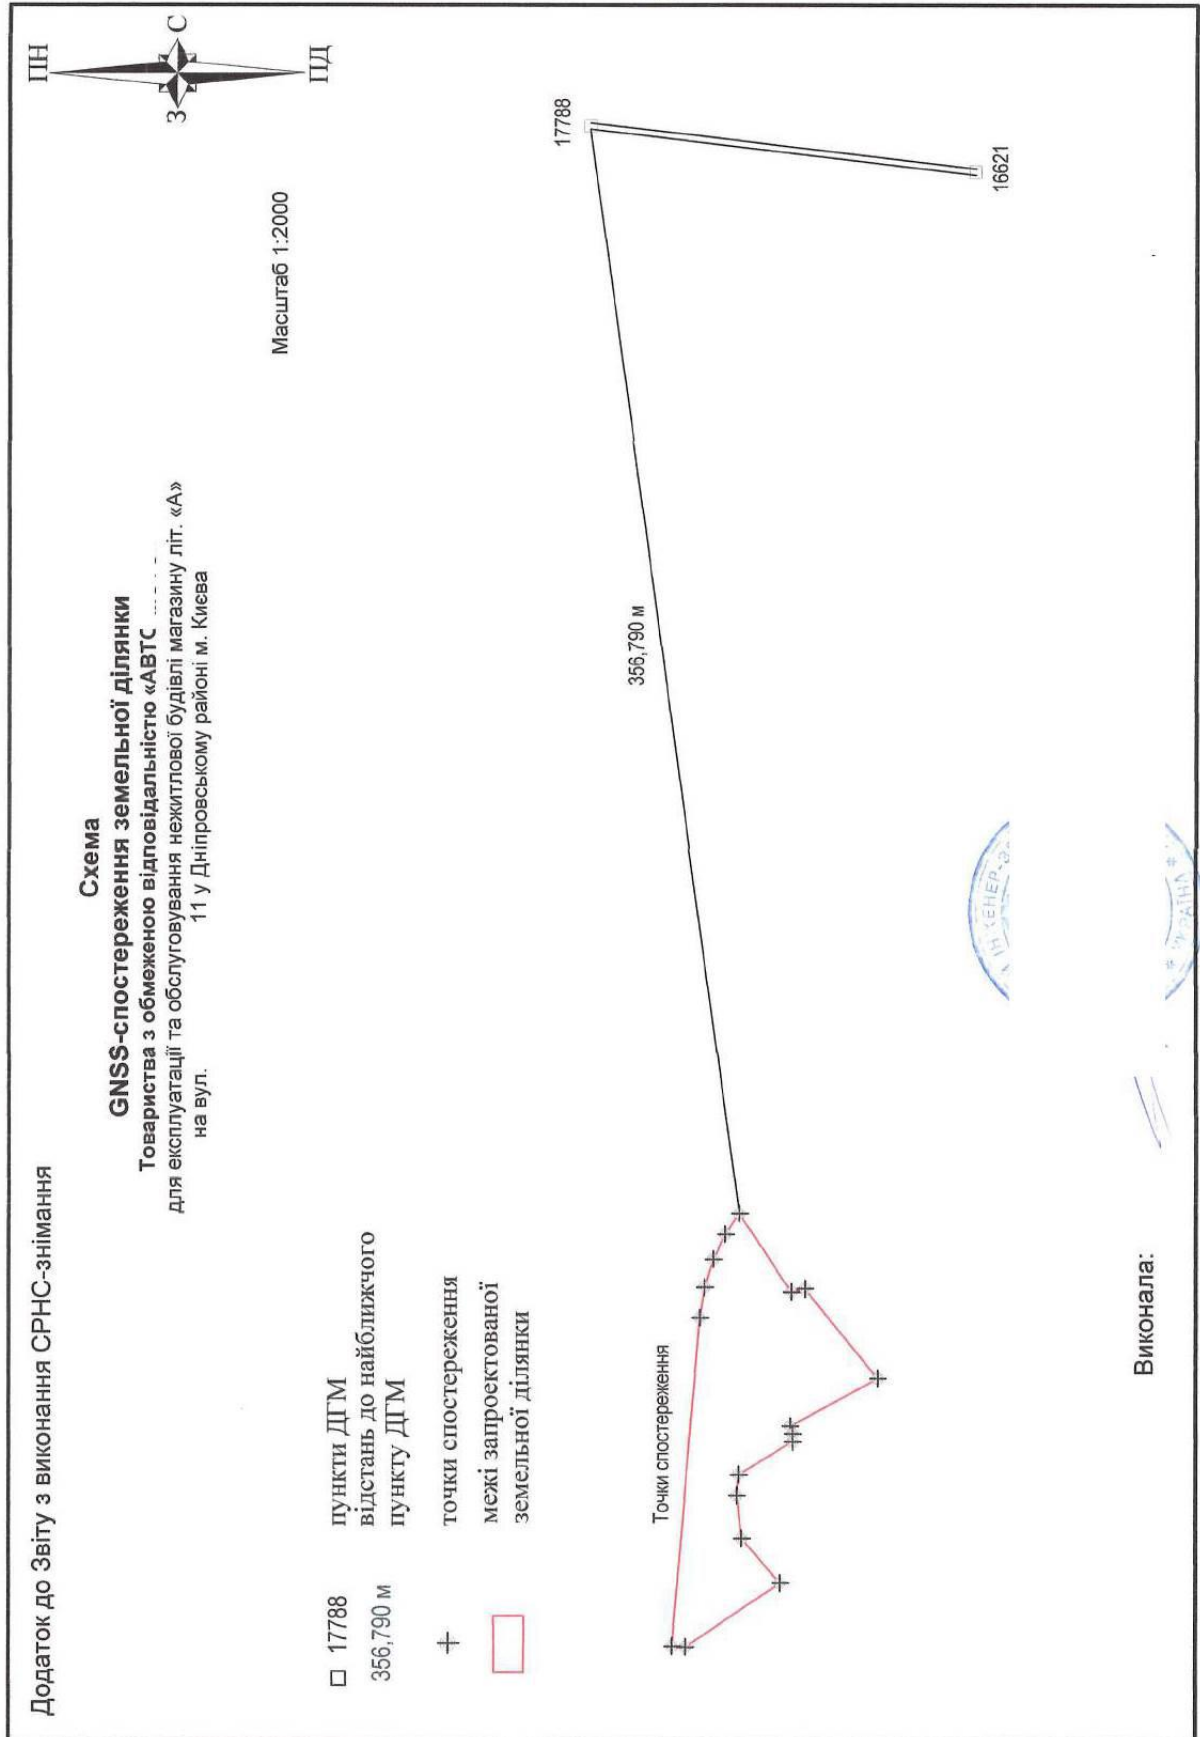 Додаток до Звіту з виконання СРНС-знімання
Схема
GNSS-спостереження земельної ділянки
Товариства з обмеженою відповідальністю «АВТС
для експлуатації та обслуговування нежитлової будівлі магазину літ. «А»
на вул. 11 у Дніпровському районі м. Києва
ПН
З С
ПД
Масштаб 1:2000
17788 пункти ДГМ
356,790 м відстань до найближчого
пункту ДГМ
точки спостереження
межі запроектованої
земельної ділянки
17788
356,790 м
Точки спостереження
16621
Виконала:
УКРАЇНА